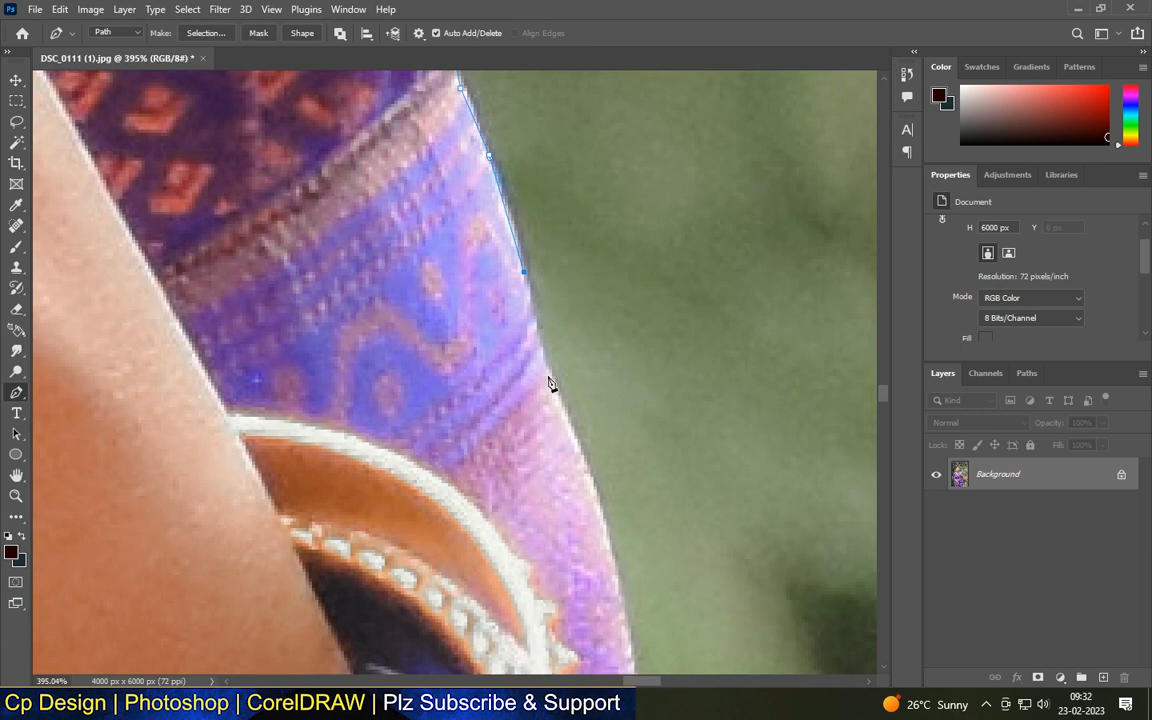 Ps File Edit Image Layer Type Select Filter 3D View Plugins Window Help
Path Make: Selection... Mask Shape Auto Add/Delete Align Edges
DSC_0111 (1).jpg @ 395% (RGB/8#) * ×
Color Swatches Gradients Patterns
Properties Adjustments Libraries
Document
H 6000 px Y 0 px
Resolution: 72 pixels/inch
Mode RGB Color
8 Bits/Channel
Fill
Layers Channels Paths
Kind
Normal Opacity: 100%
Lock: Fill: 100%
Background
395.04% 4000 px x 6000 px (72 ppi)
Cp Design | Photoshop | CorelDRAW | Plz Subscribe & Support
26°C Sunny
09:32
23-02-2023